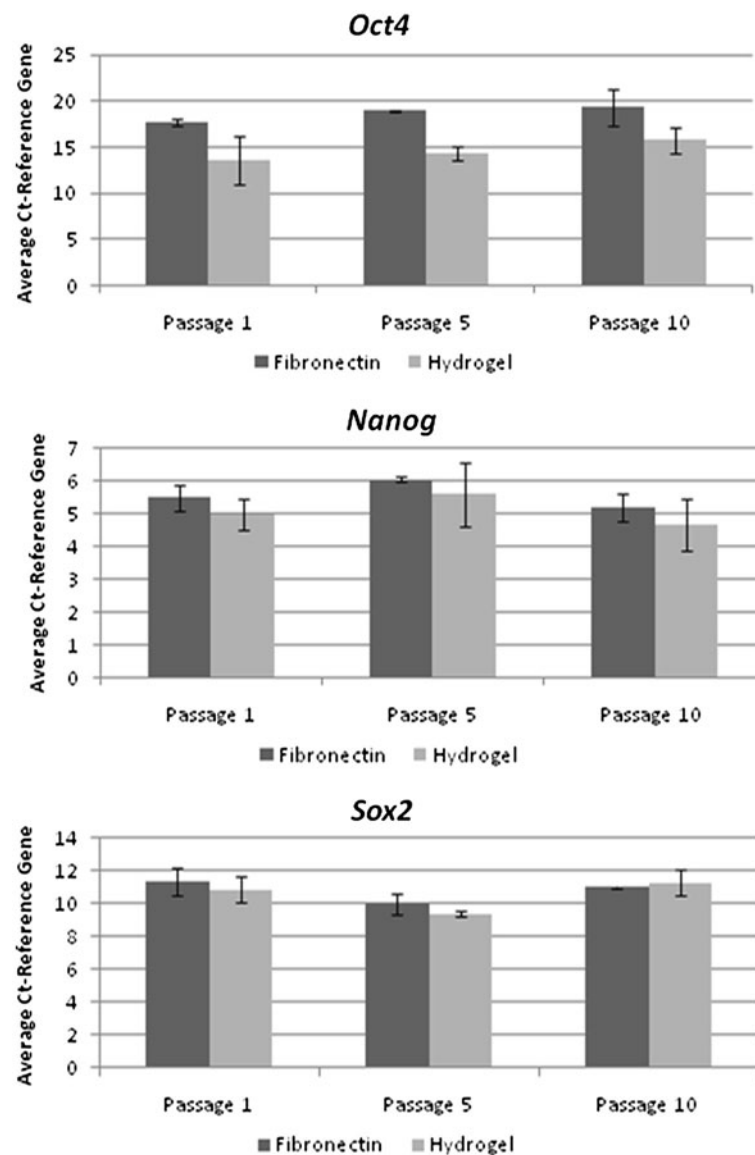 Oct4
Average Ct-Reference Gene
25
20
15
10
5
0
Passage 1 Passage 5 Passage 10
Fibronectin Hydrogel
Nanog
Average Ct-Reference Gene
7
6
5
4
3
2
1
0
Passage 1 Passage 5 Passage 10
Fibronectin Hydrogel
Sox2
Average Ct-Reference Gene
14
12
10
8
6
4
2
0
Passage 1 Passage 5 Passage 10
Fibronectin Hydrogel